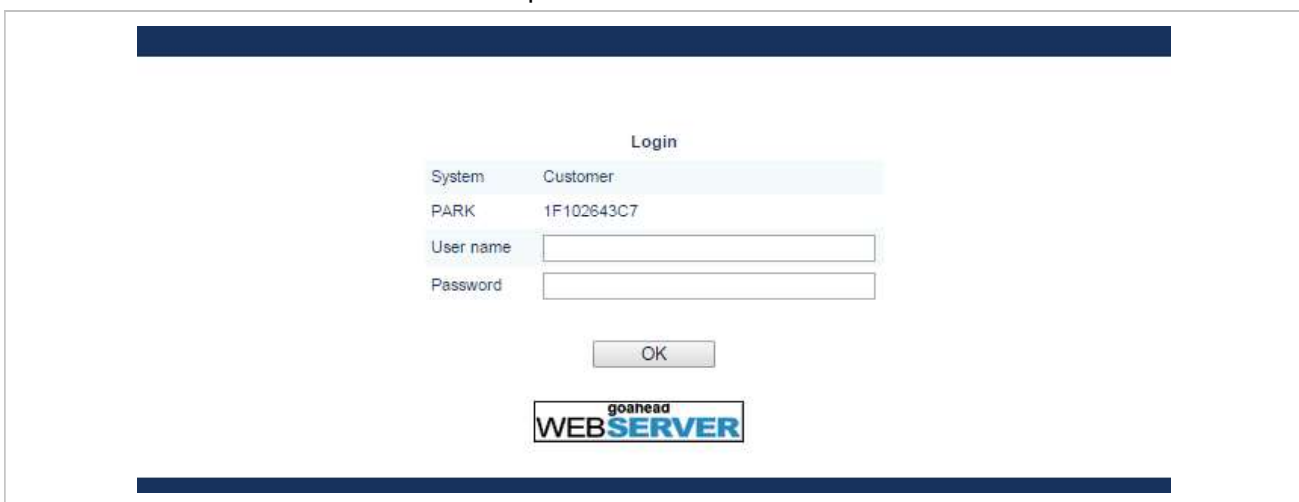 Login
System Customer
PARK 1F102643C7
User name
Password
OK
goahead
WEBSERVER